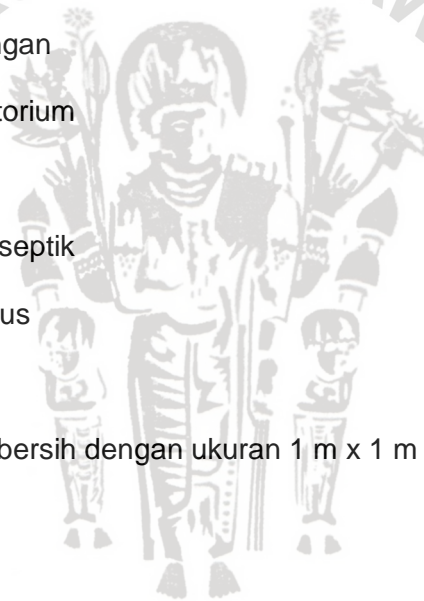 ngan
torium
septik
us
bersih dengan ukuran 1 m x 1 m